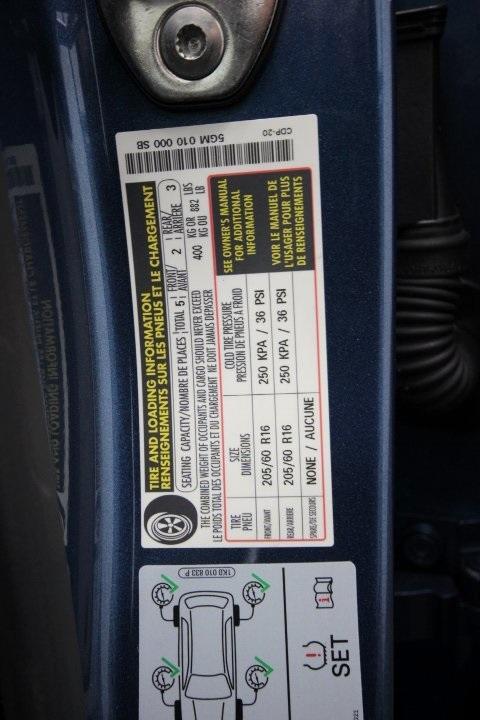 5GM 010 000 SB
CDP-20
TIRE AND LOADING INFORMATION
RENSEIGNEMENTS SUR LES PNEUS ET LE CHARGEMENT
SEATING CAPACITY/NOMBRE DE PLACES TOTAL 5 FRONT/AVANT 2 REAR/ARRIÈRE 3
THE COMBINED WEIGHT OF OCCUPANTS AND CARGO SHOULD NEVER EXCEED 400 KG OR 882 LBS
LE POIDS TOTAL DES OCCUPANTS ET DU CHARGEMENT NE DOIT JAMAIS DÉPASSER KG OU LB
TIRE SIZE COLD TIRE PRESSURE
PNEU DIMENSIONS PRESSION DE PNEUS À FROID
FRONT/AVANT 205/60 R16 250 KPA / 36 PSI
REAR/ARRIÈRE 205/60 R16 250 KPA / 36 PSI
SPARE/DE SECOURS NONE / AUCUNE
SEE OWNER'S MANUAL
FOR ADDITIONAL
INFORMATION
VOIR LE MANUEL DE
L'USAGER POUR PLUS
DE RENSEIGNEMENTS
1K0 010 833 P
SET